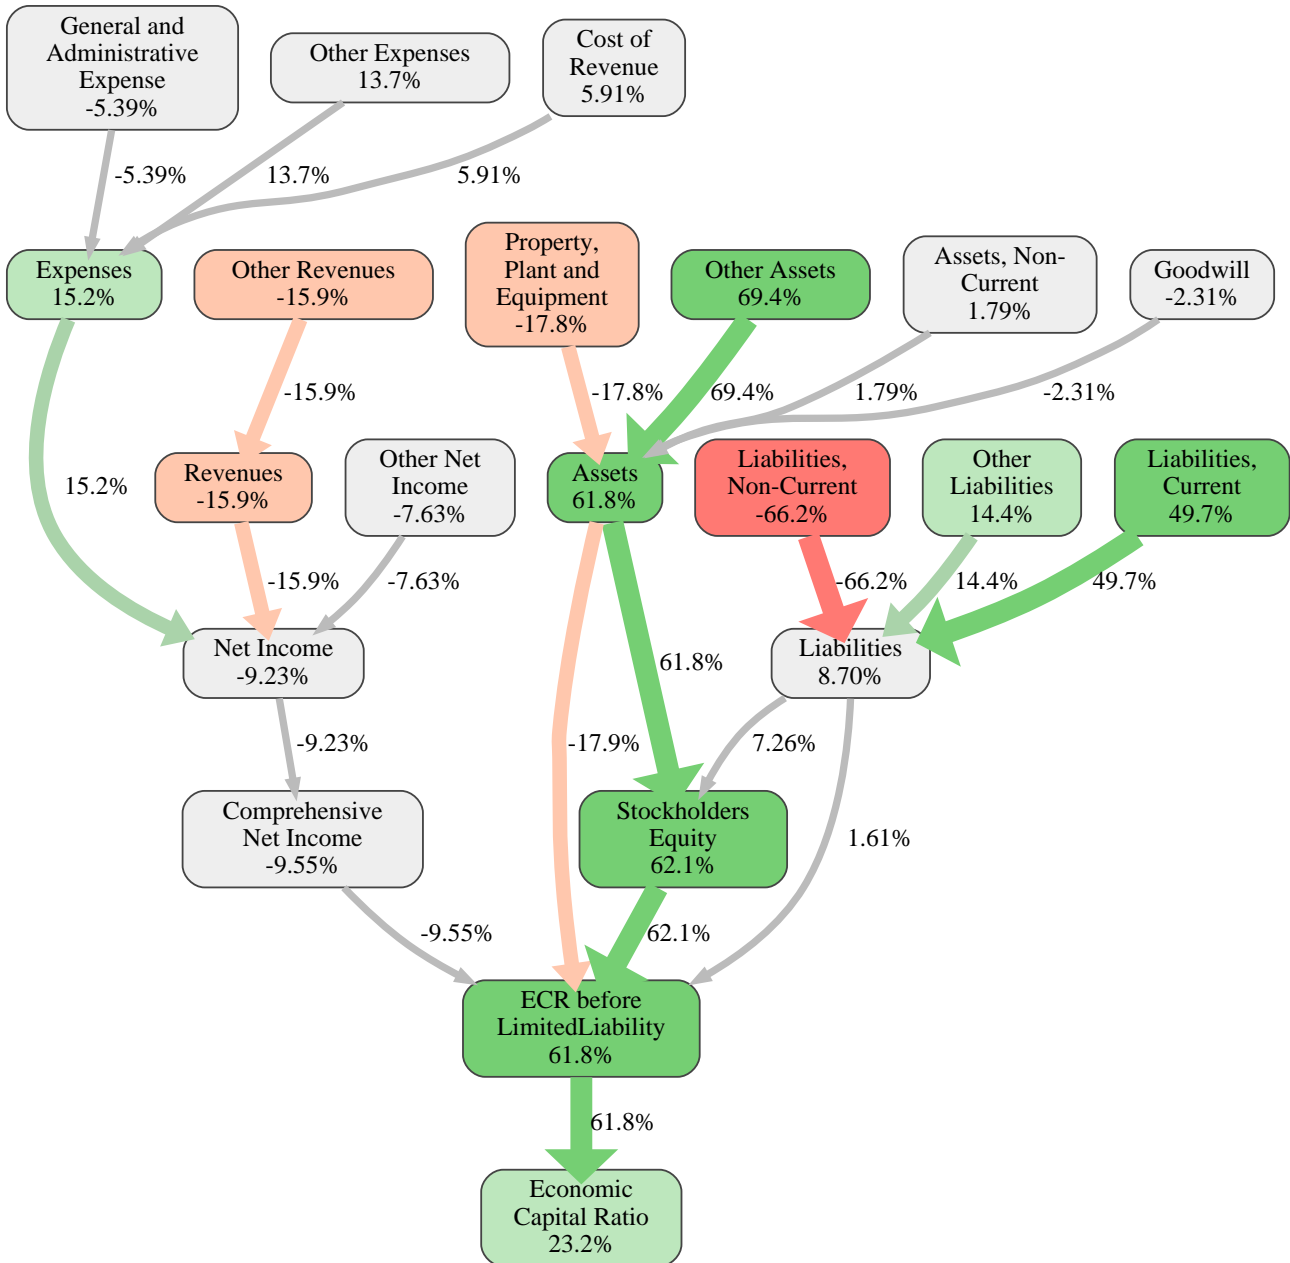 General and
Administrative
Expense
-5.39%
Other Expenses
13.7%
Cost of
Revenue
5.91%
-5.39%
13.7%
5.91%
Expenses
15.2%
Other Revenues
-15.9%
Property,
Plant and
Equipment
-17.8%
Other Assets
69.4%
Assets, Non-
Current
1.79%
Goodwill
-2.31%
-15.9%
-17.8%
69.4%
1.79%
-2.31%
15.2%
Revenues
-15.9%
Other Net
Income
-7.63%
Assets
61.8%
Liabilities,
Non-Current
-66.2%
Other
Liabilities
14.4%
Liabilities,
Current
49.7%
-15.9%
-7.63%
-66.2%
14.4%
49.7%
Net Income
-9.23%
61.8%
Liabilities
8.70%
-9.23%
-17.9%
7.26%
Comprehensive
Net Income
-9.55%
Stockholders
Equity
62.1%
1.61%
-9.55%
62.1%
ECR before
LimitedLiability
61.8%
61.8%
Economic
Capital Ratio
23.2%